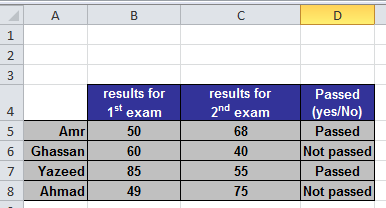 A B C D
1
2
3
results for results for Passed
4 1st exam 2nd exam (yes/No)
5 Amr 50 68 Passed
6 Ghassan 60 40 Not passed
7 Yazeed 85 55 Passed
8 Ahmad 49 75 Not passed